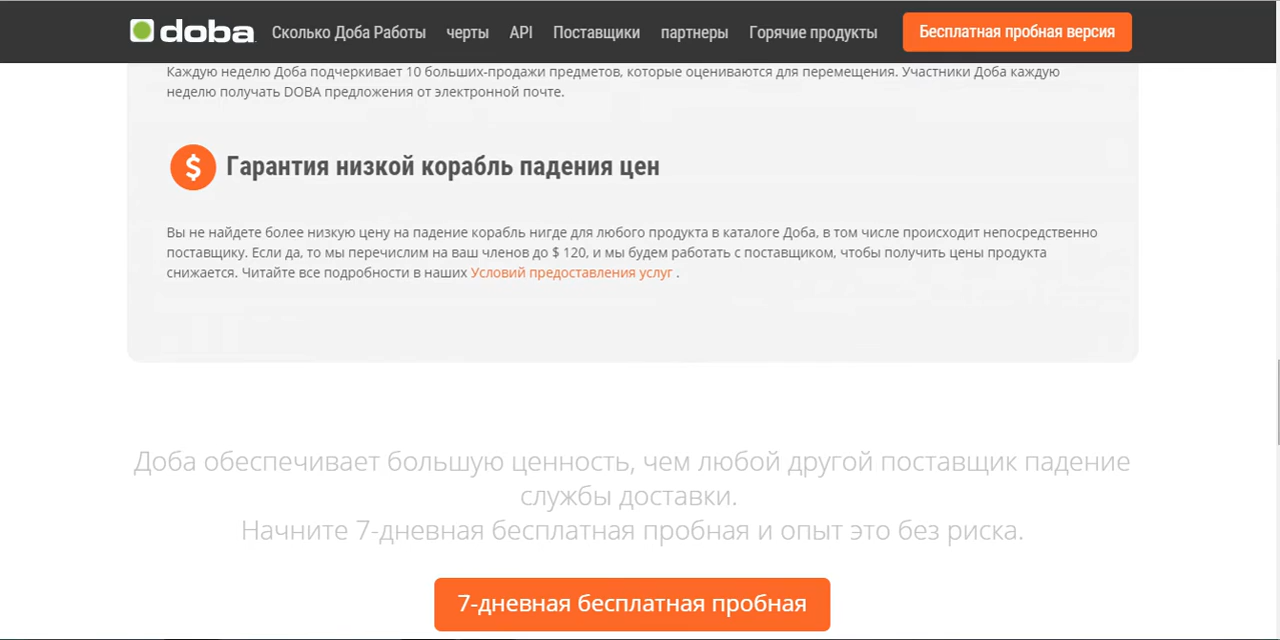 doba
Сколько Доба Работы
черты
API
Поставщики
партнеры
Горячие продукты
Бесплатная пробная версия
Каждую неделю Доба подчеркивает 10 больших-продажи предметов, которые оцениваются для перемещения. Участники Доба каждую
неделю получать DOBA предложения от электронной почте.
$ Гарантия низкой корабль падения цен
Вы не найдете более низкую цену на падение корабль нигде для любого продукта в каталоге Доба, в том числе происходит непосредственно
поставщику. Если да, то мы перечислим на ваш членов до $ 120, и мы будем работать с поставщиком, чтобы получить цены продукта
снижается. Читайте все подробности в наших Условий предоставления услуг .
Доба обеспечивает большую ценность, чем любой другой поставщик падение
службы доставки.
Начните 7-дневная бесплатная пробная и опыт это без риска.
7-дневная бесплатная пробная